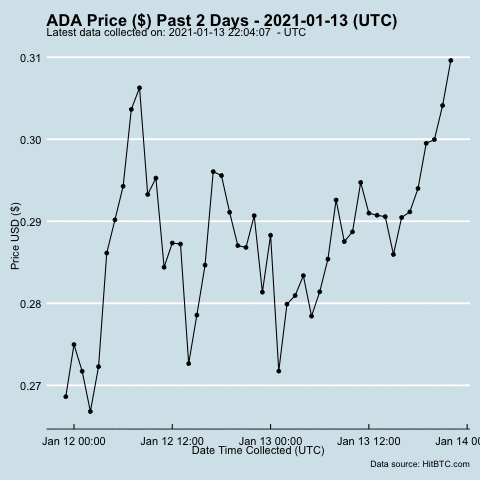 ADA Price ($) Past 2 Days - 2021-01-13 (UTC)
Latest data collected on: 2021-01-13 22:04:07 - UTC
0.31
0.30
0.29
0.28
0.27
Price USD ($)
Jan 12 00:00 Jan 12 12:00 Jan 13 00:00 Jan 13 12:00 Jan 14 00
Date Time Collected (UTC)
Data source: HitBTC.com